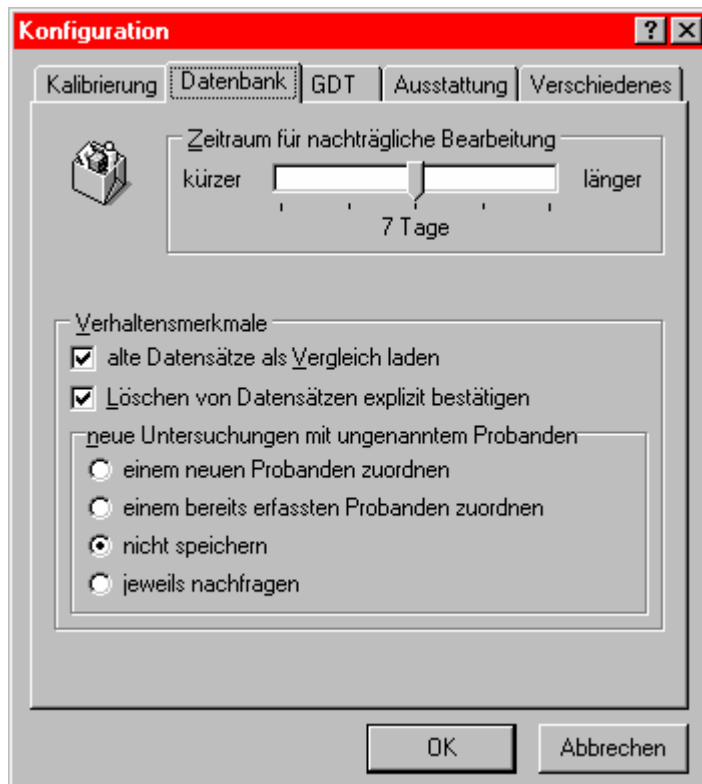 Konfiguration
Kalibrierung Datenbank GDT Ausstattung Verschiedenes
Zeitraum für nachträgliche Bearbeitung
kürzer länger
7 Tage
Verhaltensmerkmale
alte Datensätze als Vergleich laden
Löschen von Datensätzen explizit bestätigen
neue Untersuchungen mit ungenanntem Probanden
einem neuen Probanden zuordnen
einem bereits erfassten Probanden zuordnen
nicht speichern
jeweils nachfragen
OK Abbrechen